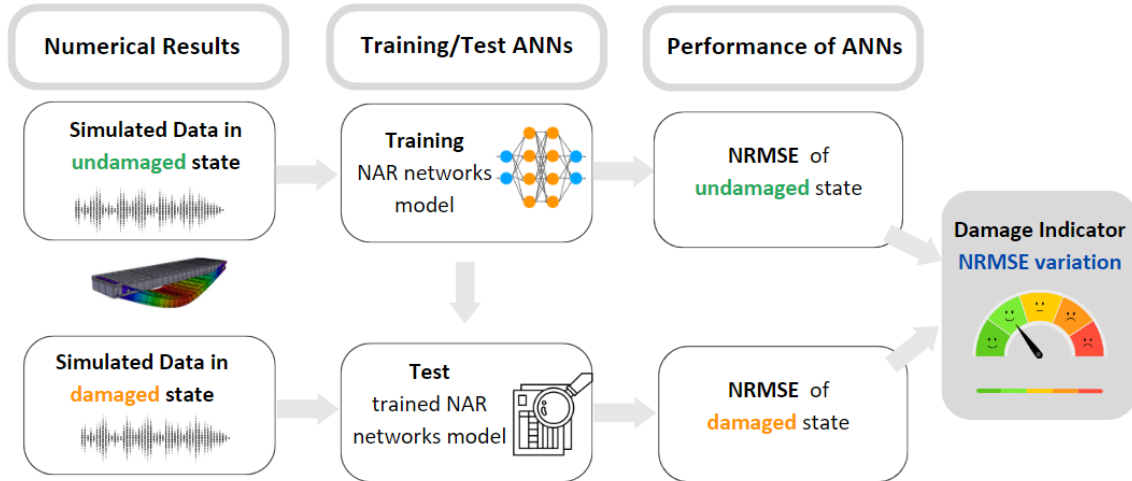 Numerical Results
Training/Test ANNs
Performance of ANNs
Simulated Data in
undamaged state
Training
NAR networks
model
NRMSE of
undamaged state
Damage Indicator
NRMSE variation
Simulated Data in
damaged state
Test
trained NAR
networks model
NRMSE of
damaged state